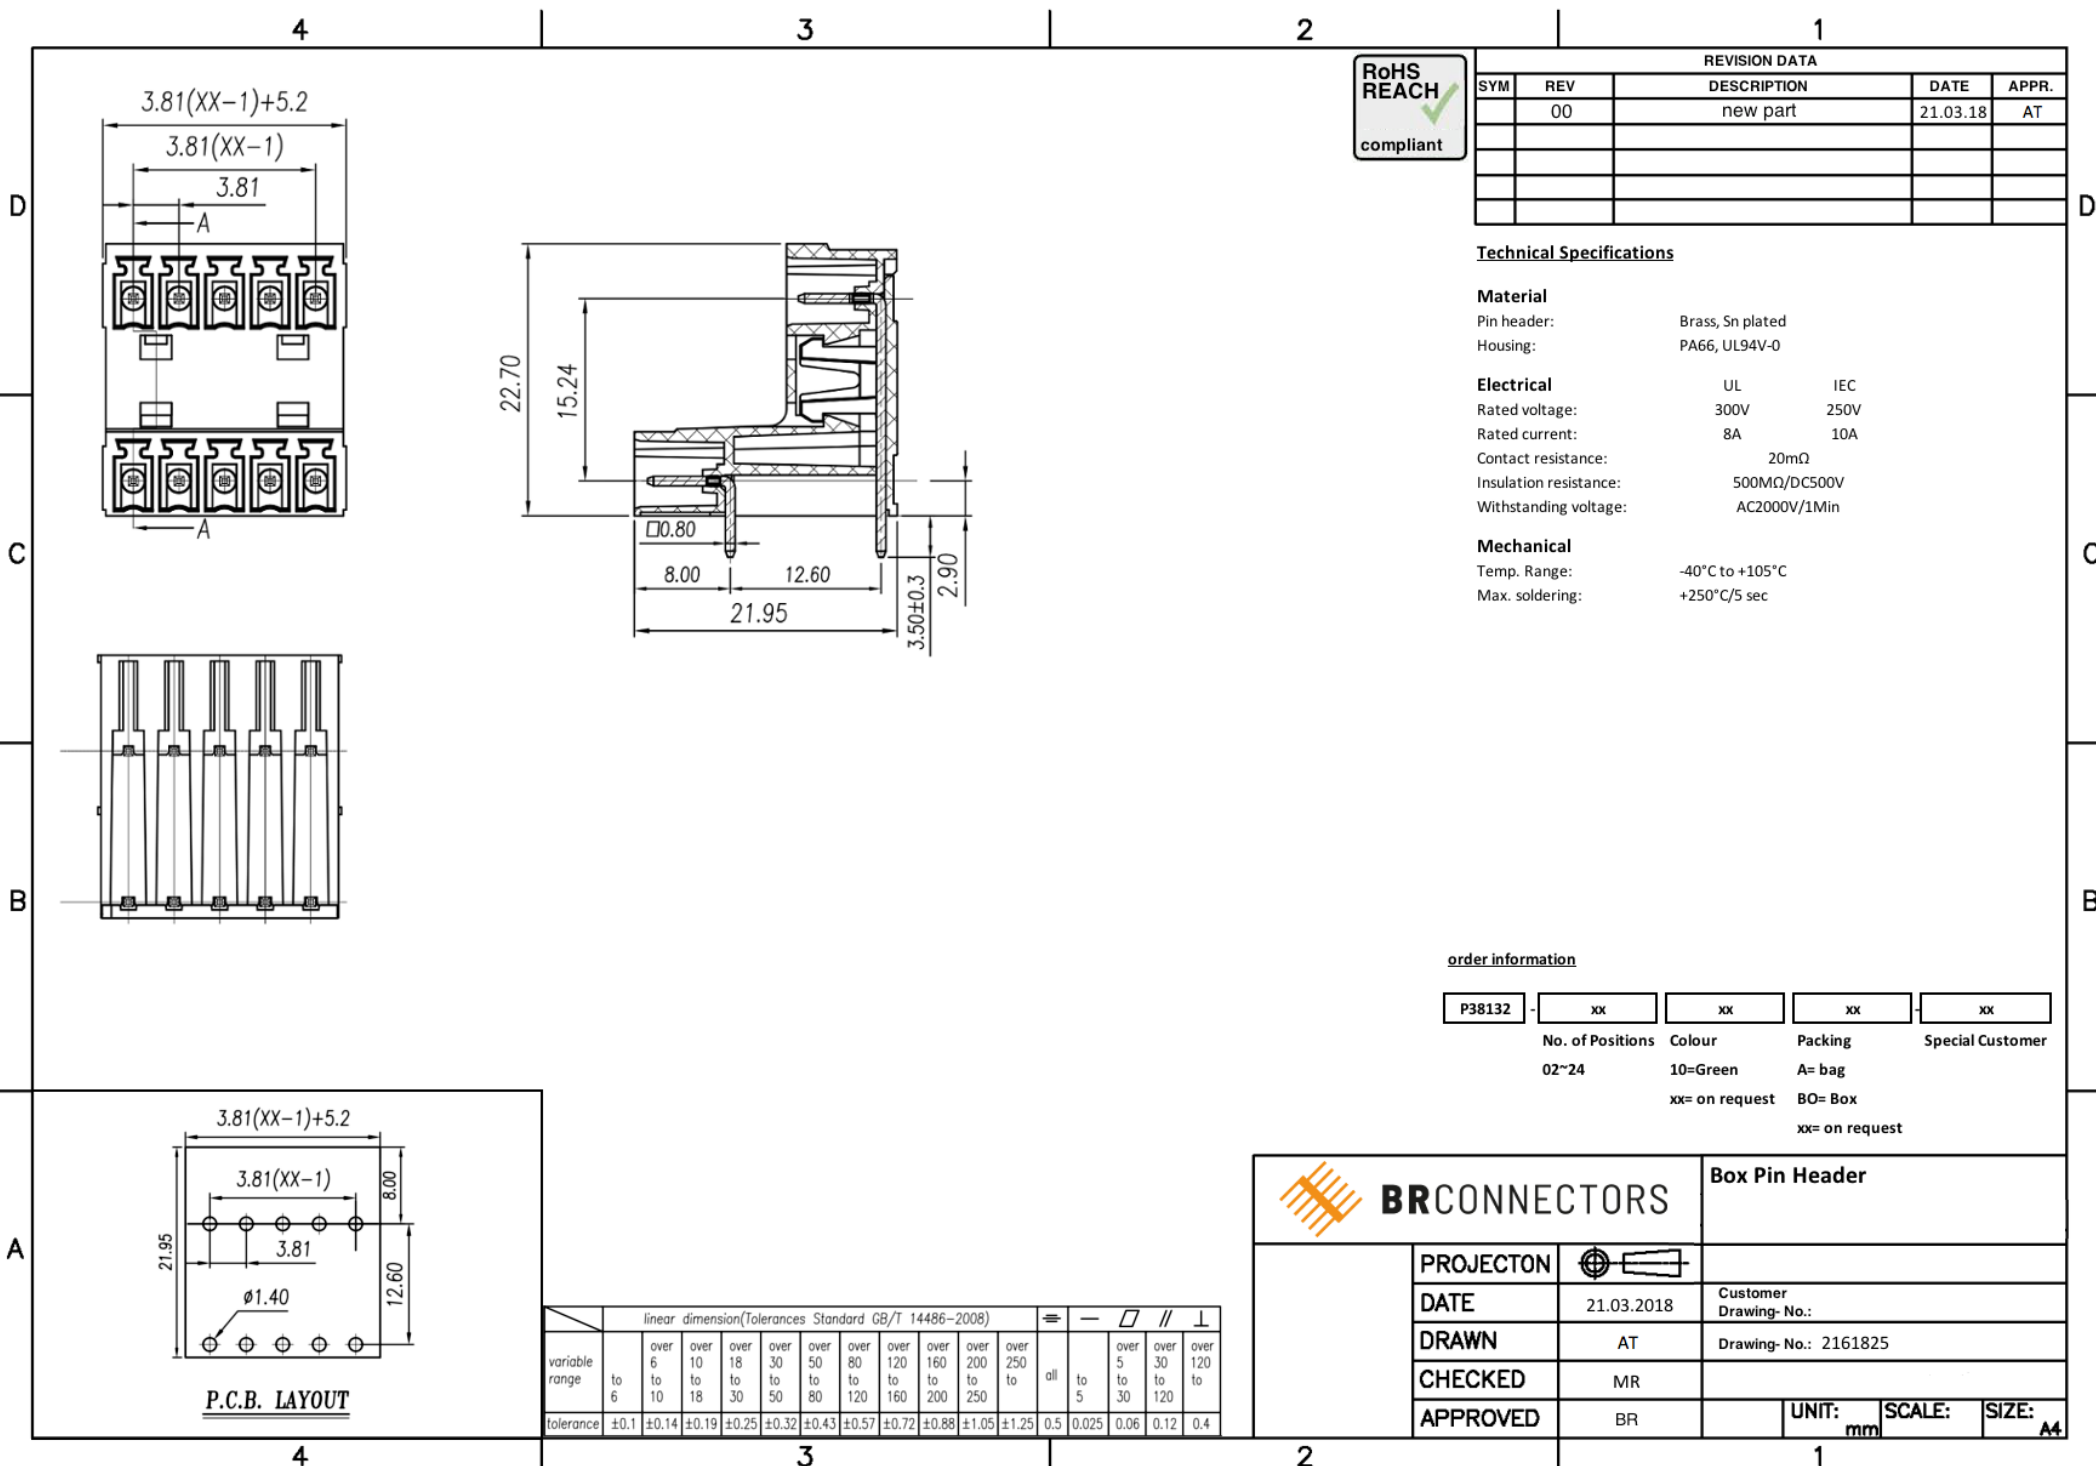 4
3
2
1
D
C
B
A
D
C
B
RoHS
REACH
compliant
REVISION DATA
SYM REV DESCRIPTION DATE APPR.
00 new part 21.03.18 AT
3.81(XX-1)+5.2
3.81(XX-1)
3.81
A
A
22.70
15.24
□0.80
8.00
12.60
21.95
3.50±0.3
2.90
Technical Specifications
Material
Pin header: Brass, Sn plated
Housing: PA66, UL94V-0
Electrical UL IEC
Rated voltage: 300V 250V
Rated current: 8A 10A
Contact resistance: 20mΩ
Insulation resistance: 500MΩ/DC500V
Withstanding voltage: AC2000V/1Min
Mechanical
Temp. Range: -40°C to +105°C
Max. soldering: +250°C/5 sec
order information
P38132 - xx xx xx - xx
No. of Positions Colour Packing Special Customer
02~24 10=Green A= bag
xx= on request BO= Box
xx= on request
3.81(XX-1)+5.2
3.81(XX-1)
8.00
21.95
3.81
12.60
ø1.40
P.C.B. LAYOUT
linear dimension(Tolerances Standard GB/T 14486-2008) ⌯ — ▱ // ⊥
variable range to 6 over 6 to 10 over 10 to 18 over 18 to 30 over 30 to 50 over 50 to 80 over 80 to 120 over 120 to 160 over 160 to 200 over 200 to 250 over 250 to all to 5 over 5 to 30 over 30 to 120 over 120 to
tolerance ±0.1 ±0.14 ±0.19 ±0.25 ±0.32 ±0.43 ±0.57 ±0.72 ±0.88 ±1.05 ±1.25 0.5 0.025 0.06 0.12 0.4
BRCONNECTORS
Box Pin Header
PROJECTON
DATE 21.03.2018
Customer
Drawing- No.:
DRAWN AT
Drawing- No.: 2161825
CHECKED MR
APPROVED BR
UNIT: mm SCALE: SIZE: A4
4
3
2
1